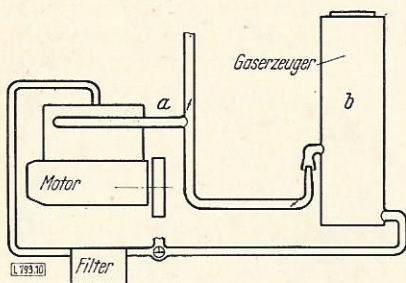 Gaserzeuger
a
b
Motor
Filter
L 793.10